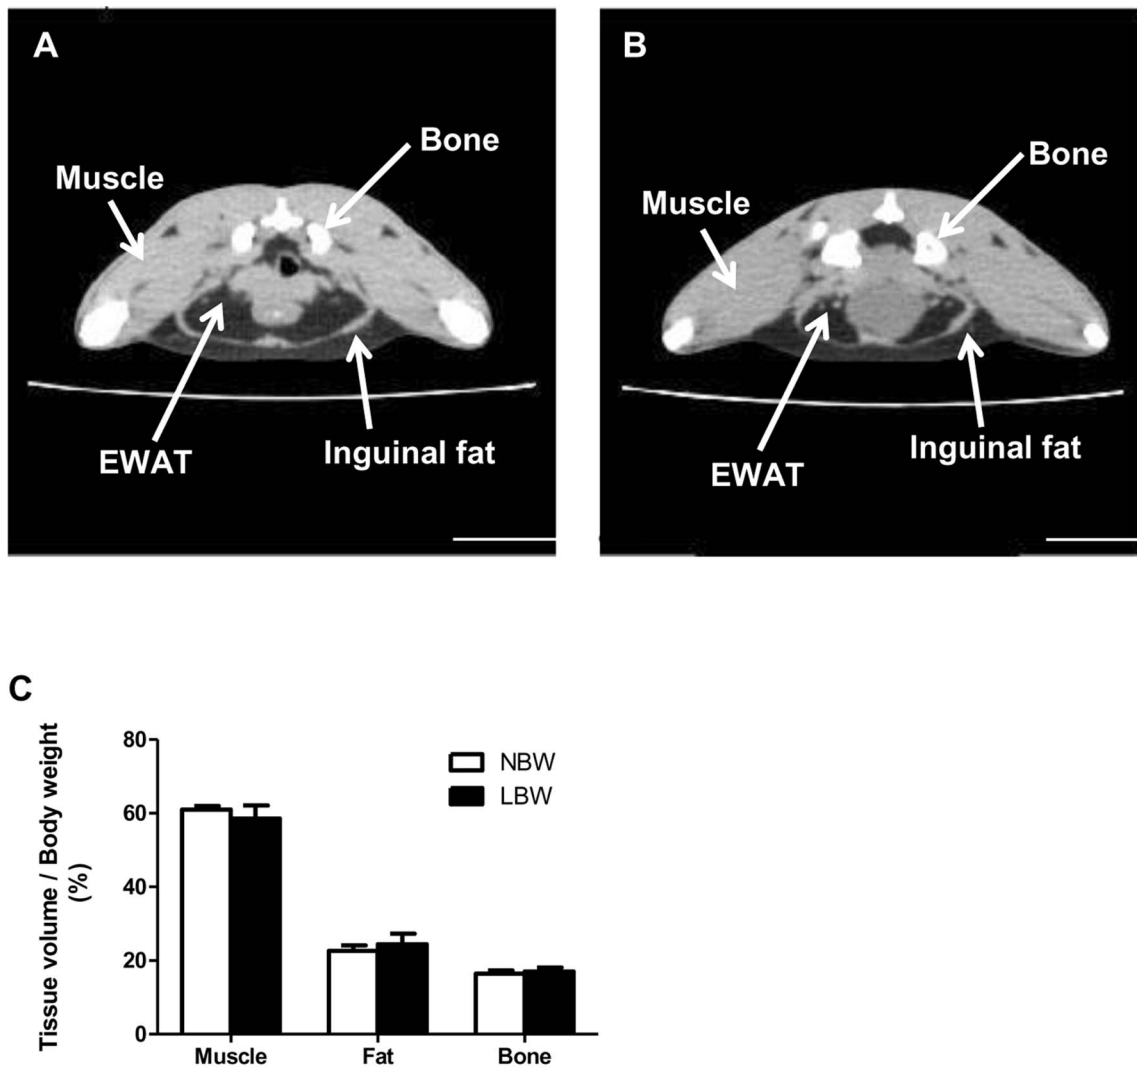 A
Bone
Muscle
EWAT
Inguinal fat
B
Bone
Muscle
EWAT
Inguinal fat
C
Tissue volume / Body weight
(%)
80
60
40
20
0
NBW
LBW
Muscle
Fat
Bone